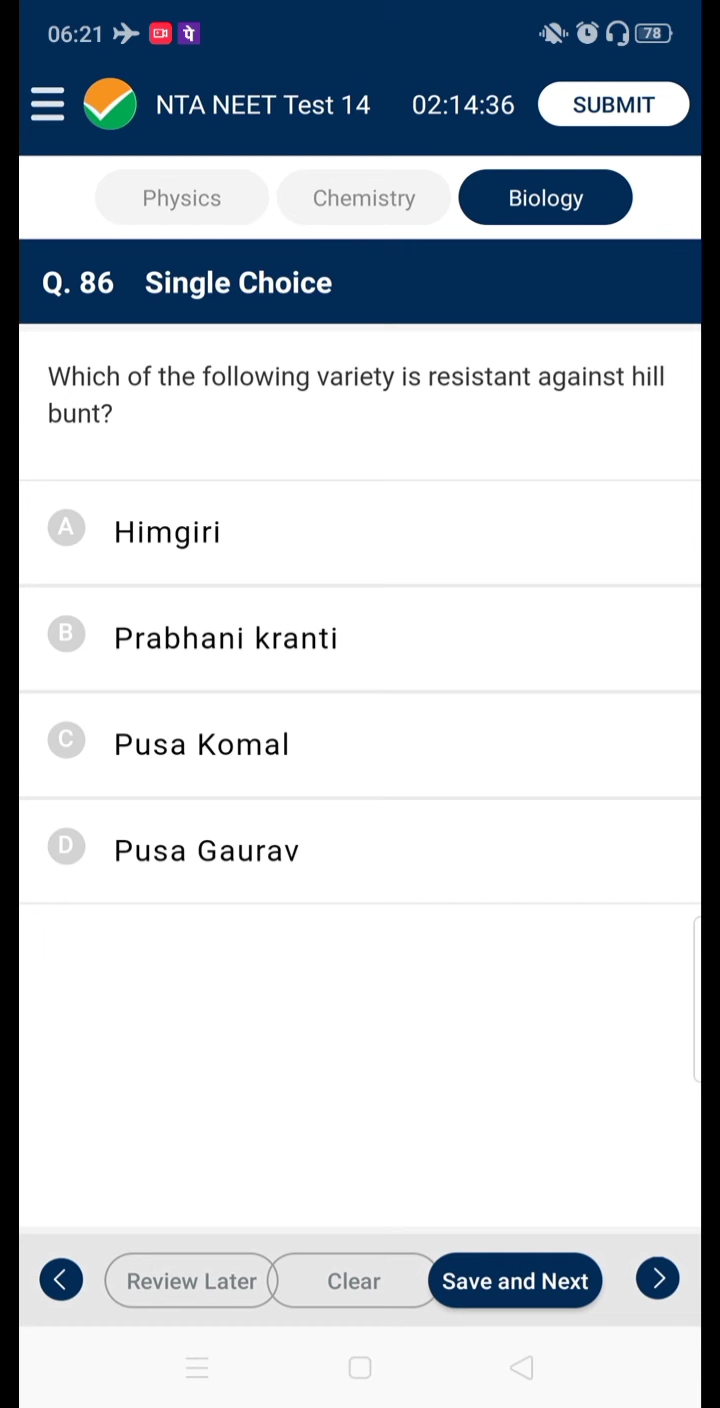 06:21 पे 78
NTA NEET Test 14 02:14:36 SUBMIT
Physics Chemistry Biology
Q. 86 Single Choice
Which of the following variety is resistant against hill
bunt?
A Himgiri
B Prabhani kranti
C Pusa Komal
D Pusa Gaurav
Review Later Clear Save and Next